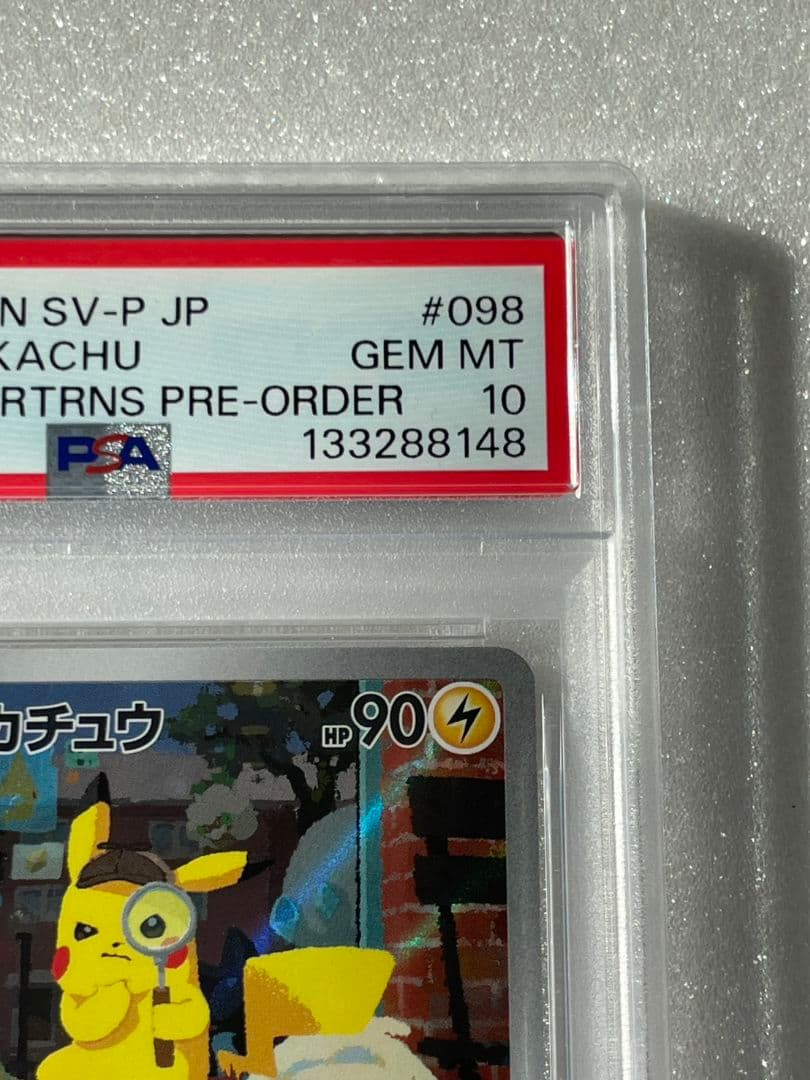 N SV-P JP #098
KACHU GEM MT
RTRNS PRE-ORDER 10
PSA 133288148
カチュウ HP90